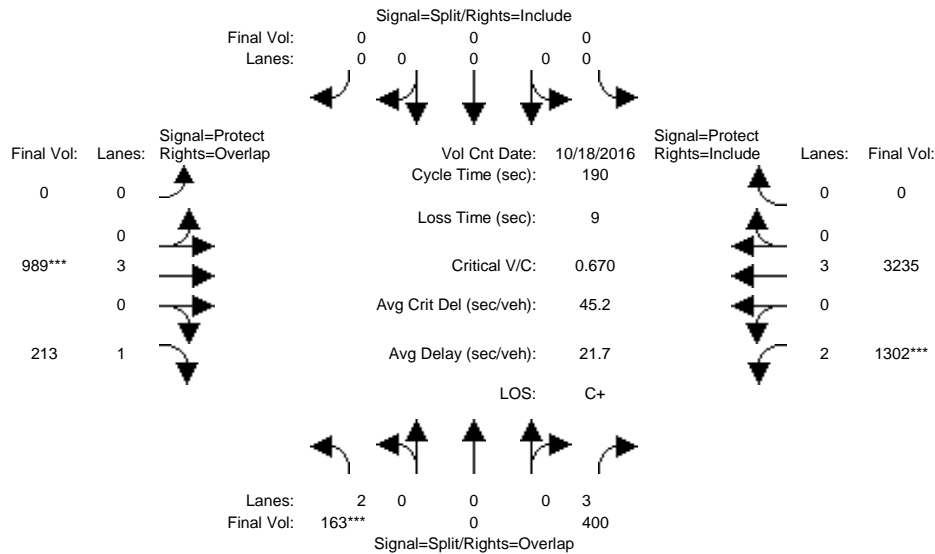 Signal=Split/Rights=Include
Final Vol: 0 0 0
Lanes: 0 0 0 0 0
Signal=Protect Signal=Protect
Final Vol: Lanes: Rights=Overlap Vol Cnt Date: 10/18/2016 Rights=Include Lanes: Final Vol:
Cycle Time (sec): 190
0 0 0 0
Loss Time (sec): 9
0 0
989*** 3 Critical V/C: 0.670 3 3235
0 Avg Crit Del (sec/veh): 45.2 0
213 1 Avg Delay (sec/veh): 21.7 2 1302***
LOS: C+
Lanes: 2 0 0 0 3
Final Vol: 163*** 0 400
Signal=Split/Rights=Overlap